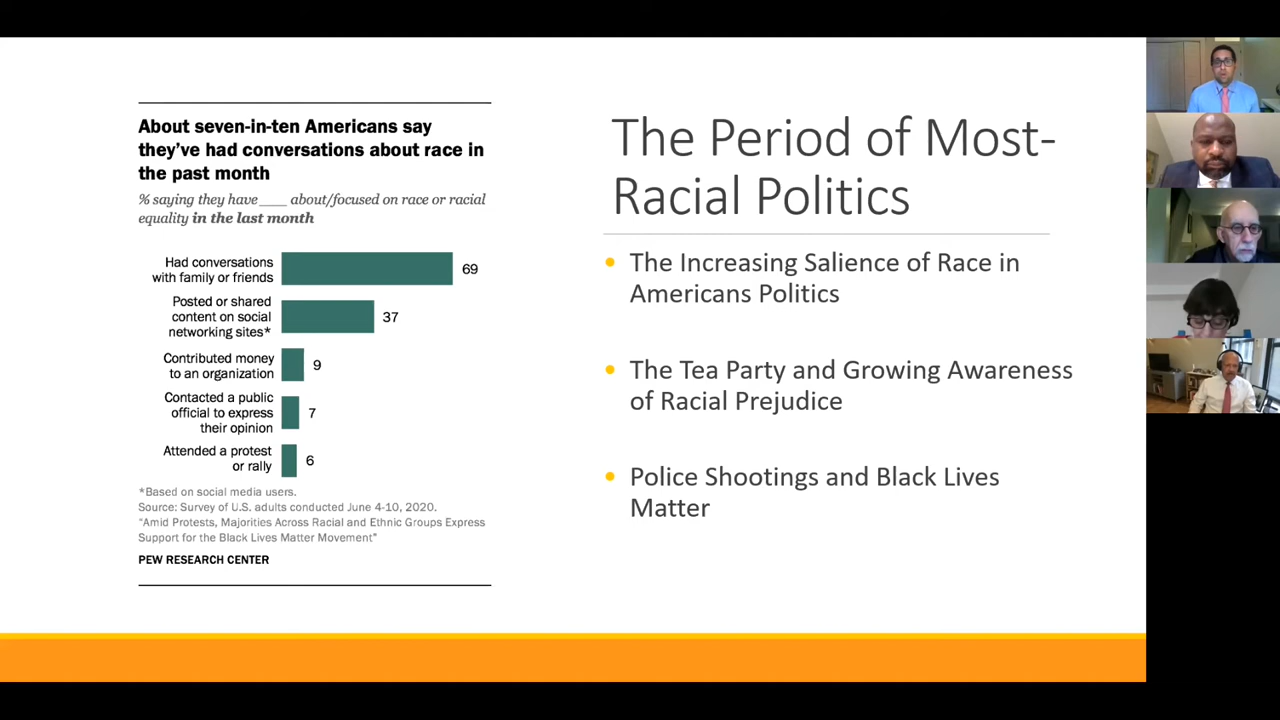 About seven-in-ten Americans say
they've had conversations about race in
the past month
% saying they have ___ about/focused on race or racial
equality in the last month
Had conversations
with family or friends
69
Posted or shared
content on social
networking sites*
37
Contributed money
to an organization
9
Contacted a public
official to express
their opinion
7
Attended a protest
or rally
6
*Based on social media users.
Source: Survey of U.S. adults conducted June 4-10, 2020.
"Amid Protests, Majorities Across Racial and Ethnic Groups Express
Support for the Black Lives Matter Movement"
PEW RESEARCH CENTER
The Period of Most-
Racial Politics
• The Increasing Salience of Race in
Americans Politics
• The Tea Party and Growing Awareness
of Racial Prejudice
• Police Shootings and Black Lives
Matter